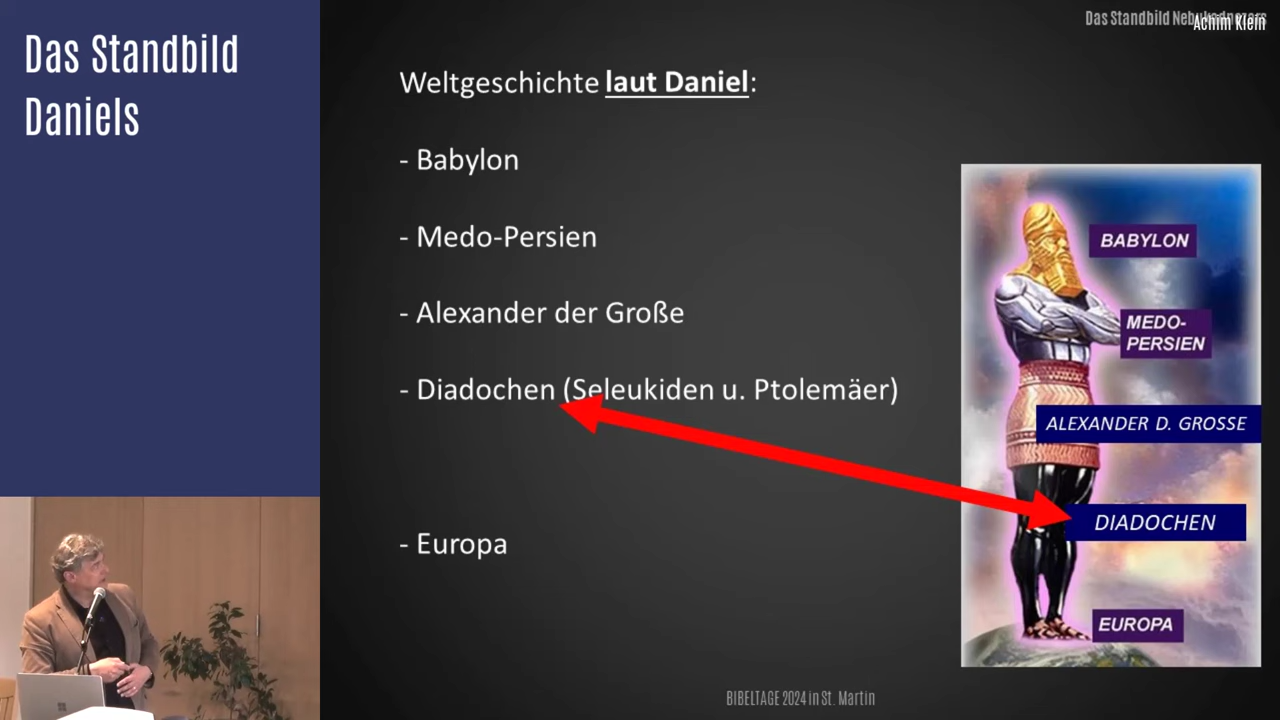 Das Standbild
Daniels
Achim Klein
Weltgeschichte laut Daniel:
- Babylon
- Medo-Persien
- Alexander der Große
- Diadochen (Seleukiden u. Ptolemäer)
- Europa
BABYLON
MEDO-
PERSIEN
ALEXANDER D. GROSSE
DIADOCHEN
EUROPA
BIBELTAGE 2024 in St. Martin